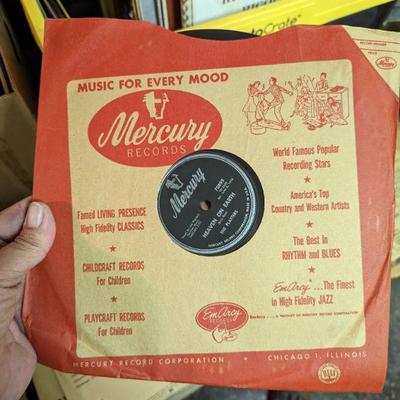 MUSIC FOR EVERY MOOD
Mercury
RECORDS
World Famous Popular
Recording Stars
America's Top
Country and Western Artists
The Best In
RHYTHM and BLUES
EmArcy . . . The Finest
in High Fidelity JAZZ
Famed LIVING PRESENCE
High Fidelity CLASSICS
CHILDCRAFT RECORDS
For Children
PLAYCRAFT RECORDS
For Children
Mercury
HEAVEN ON EARTH
THE PLATTERS
EmArcy
RECORDS
MERCURY RECORD CORPORATION • CHICAGO 1, ILLINOIS